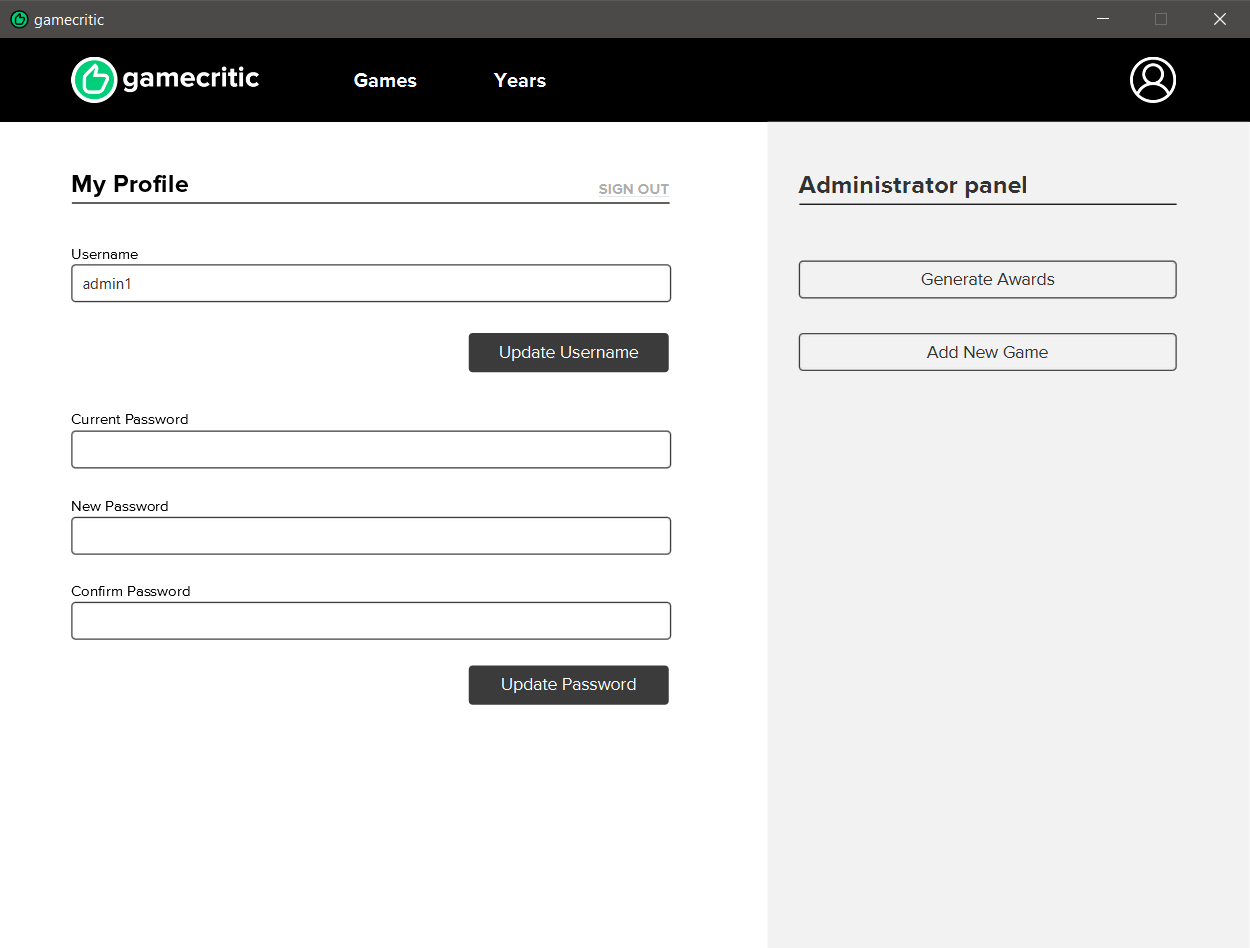 gamecritic
gamecritic
Games
Years
My Profile
SIGN OUT
Username
admin1
Update Username
Current Password
New Password
Confirm Password
Update Password
Administrator panel
Generate Awards
Add New Game